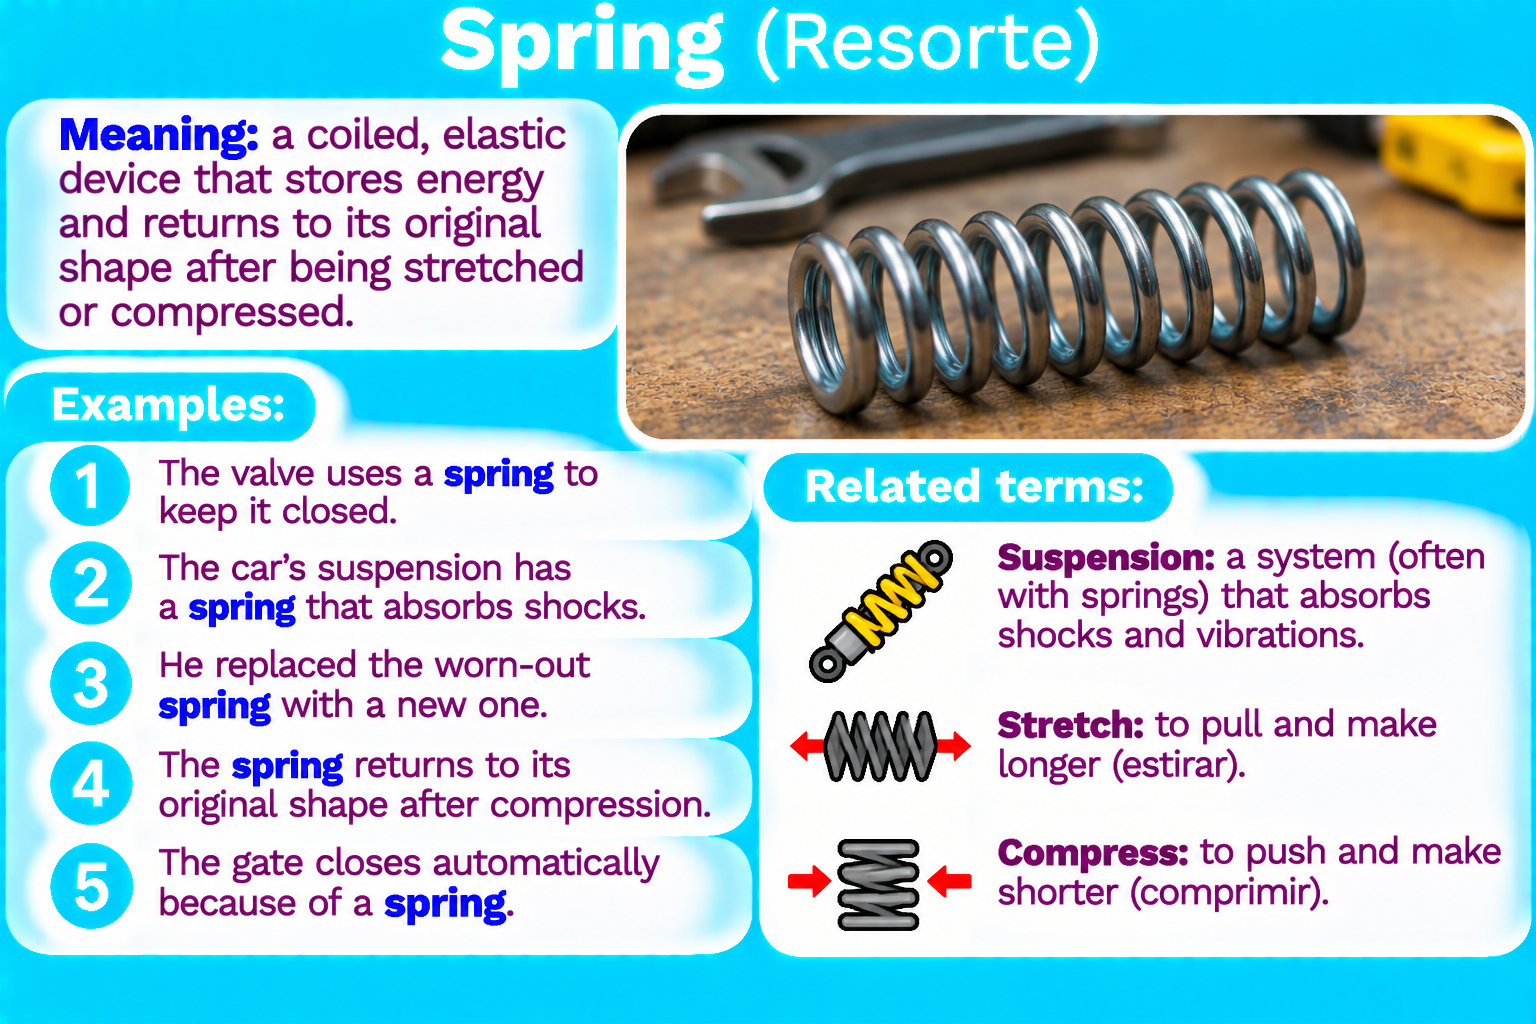 Spring (Resorte)
Meaning: a coiled, elastic
device that stores energy
and returns to its original
shape after being stretched
or compressed.
Examples:
1
The valve uses a spring to
keep it closed.
2
The car’s suspension has
a spring that absorbs shocks.
3
He replaced the worn-out
spring with a new one.
4
The spring returns to its
original shape after compression.
5
The gate closes automatically
because of a spring.
Related terms:
Suspension: a system (often
with springs) that absorbs
shocks and vibrations.
Stretch: to pull and make
longer (estirar).
Compress: to push and make
shorter (comprimir).